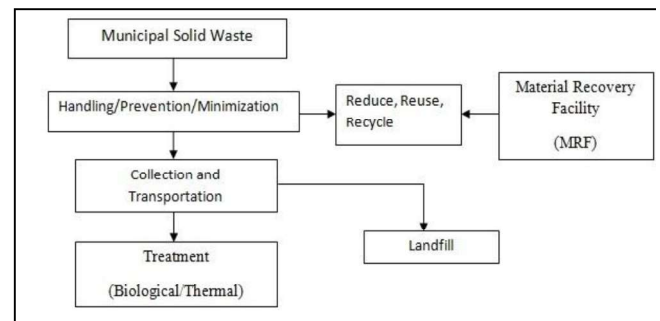 Municipal Solid Waste
Handling/Prevention/Minimization
Reduce, Reuse,
Recycle
Material Recovery
Facility
(MRF)
Collection and
Transportation
Landfill
Treatment
(Biological/Thermal)